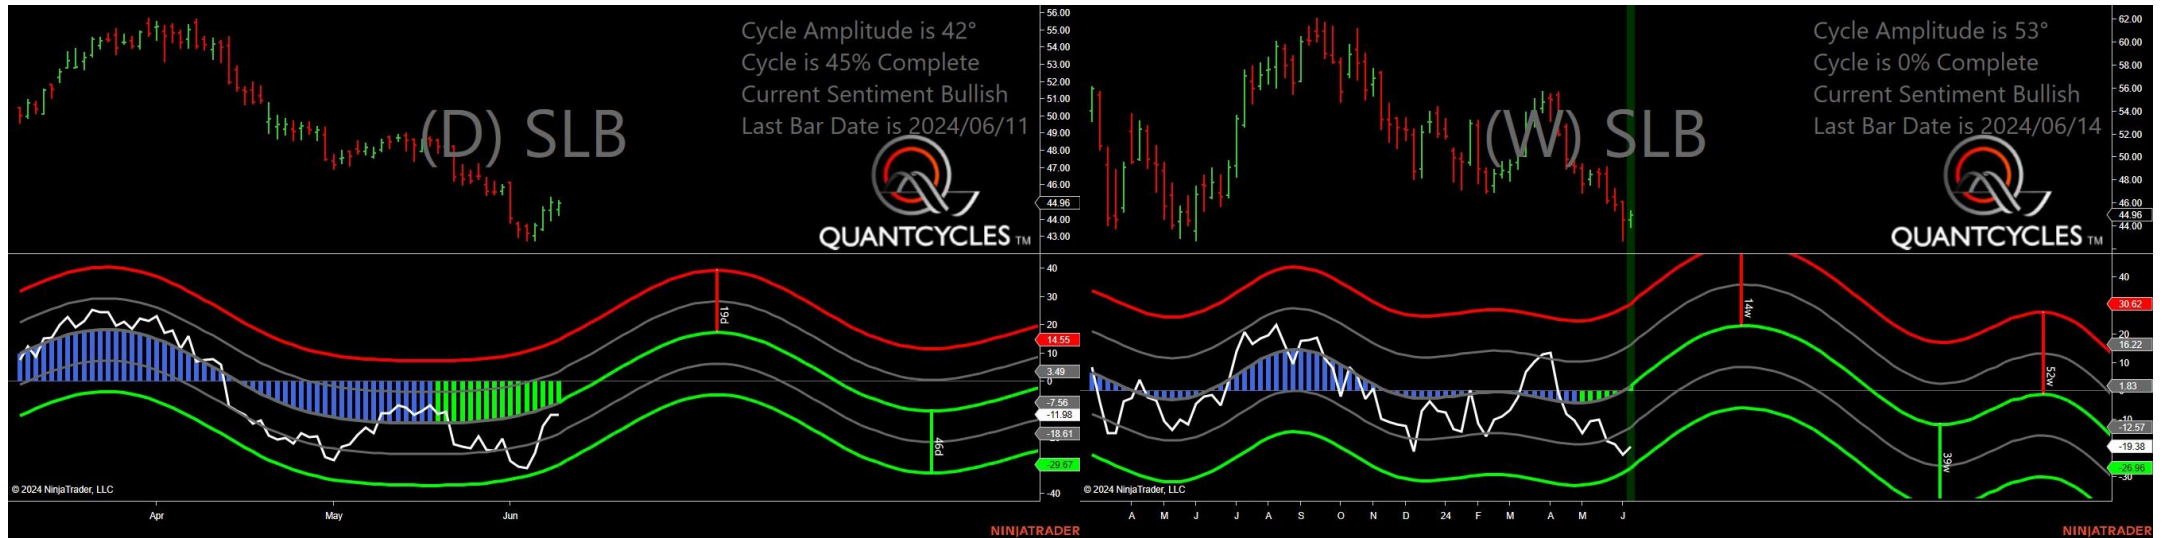 Cycle Amplitude is 42°
Cycle is 45% Complete
Current Sentiment Bullish
Last Bar Date is 2024/06/11
(D) SLB
QUANTCYCLES TM
56.00
55.00
54.00
53.00
52.00
51.00
50.00
49.00
48.00
47.00
46.00
44.96
44.00
43.00
40
30
20
14.55
10
3.49
0
-7.56
-11.98
-18.61
-29.67
-40
19d
46d
© 2024 NinjaTrader, LLC
Apr May Jun
NINJATRADER
Cycle Amplitude is 53°
Cycle is 0% Complete
Current Sentiment Bullish
Last Bar Date is 2024/06/14
(W) SLB
QUANTCYCLES TM
62.00
60.00
58.00
56.00
54.00
52.00
50.00
48.00
46.00
44.96
44.00
40
30.62
20
16.22
10
1.83
-10
-12.57
-19.38
-26.96
-30
14w
39w
52w
© 2024 NinjaTrader, LLC
A M J J A S O N D 24 F M A M J
NINJATRADER